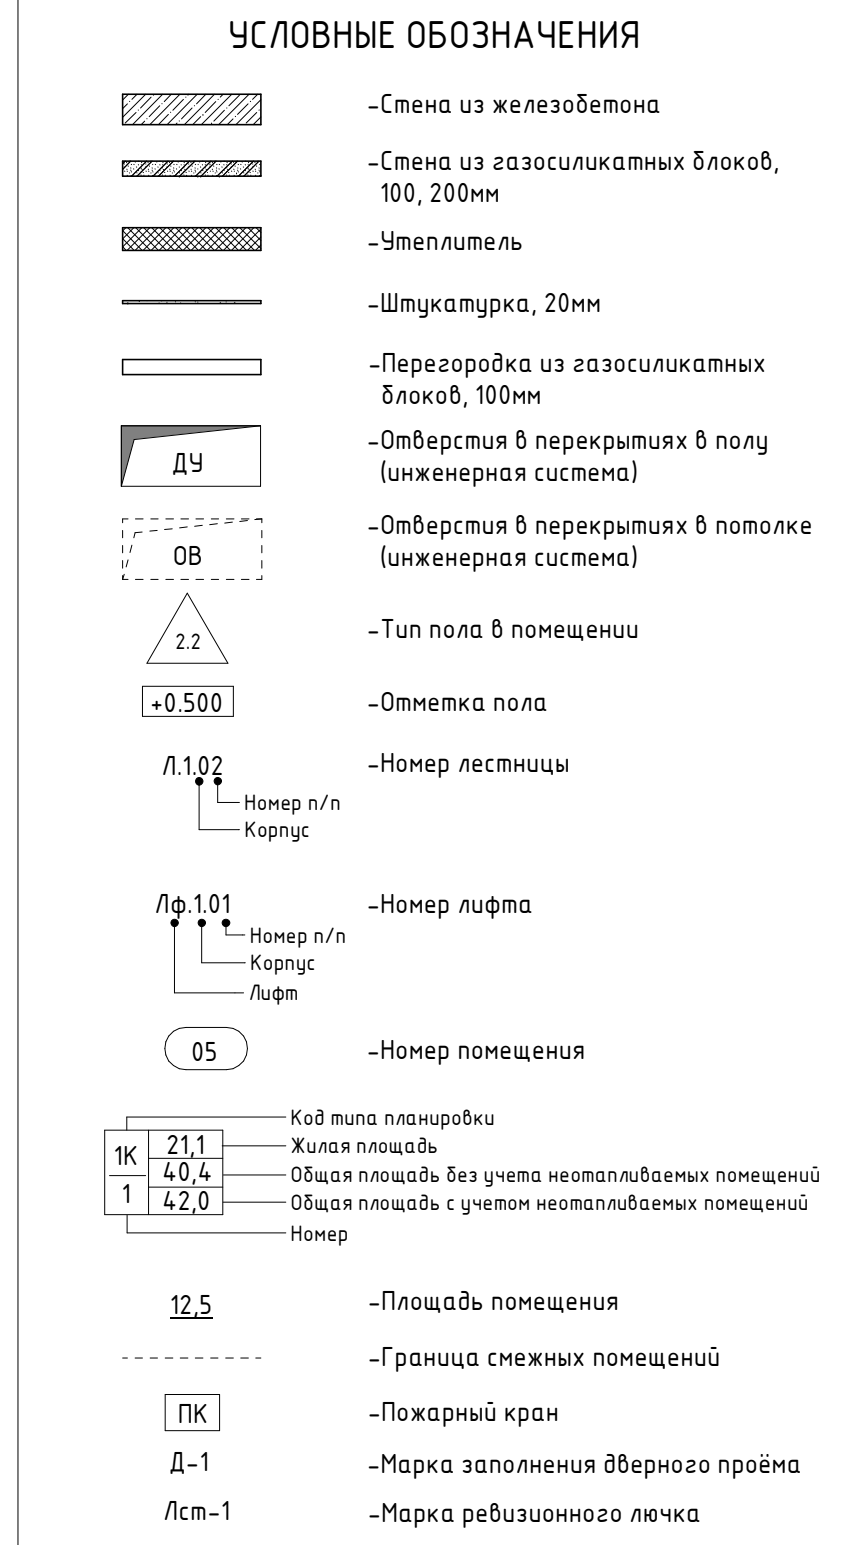 УСЛОВНЫЕ ОБОЗНАЧЕНИЯ
-Стена из железобетона
-Стена из газосиликатных блоков,
100, 200мм
-Утеплитель
-Штукатурка, 20мм
-Перегородка из газосиликатных
блоков, 100мм
ДУ
-Отверстия в перекрытиях в полу
(инженерная система)
ОВ
-Отверстия в перекрытиях в потолке
(инженерная система)
2.2
-Тип пола в помещении
+0.500
-Отметка пола
Л.1.02
-Номер лестницы
Номер п/п
Корпус
Лф.1.01
-Номер лифта
Номер п/п
Корпус
Лифт
05
-Номер помещения
Код типа планировки
1К
21,1
Жилая площадь
40,4
Общая площадь без учета неотапливаемых помещений
1
42,0
Общая площадь с учетом неотапливаемых помещений
Номер
12,5
-Площадь помещения
-Граница смежных помещений
ПК
-Пожарный кран
Д-1
-Марка заполнения дверного проёма
Лст-1
-Марка ревизионного лючка